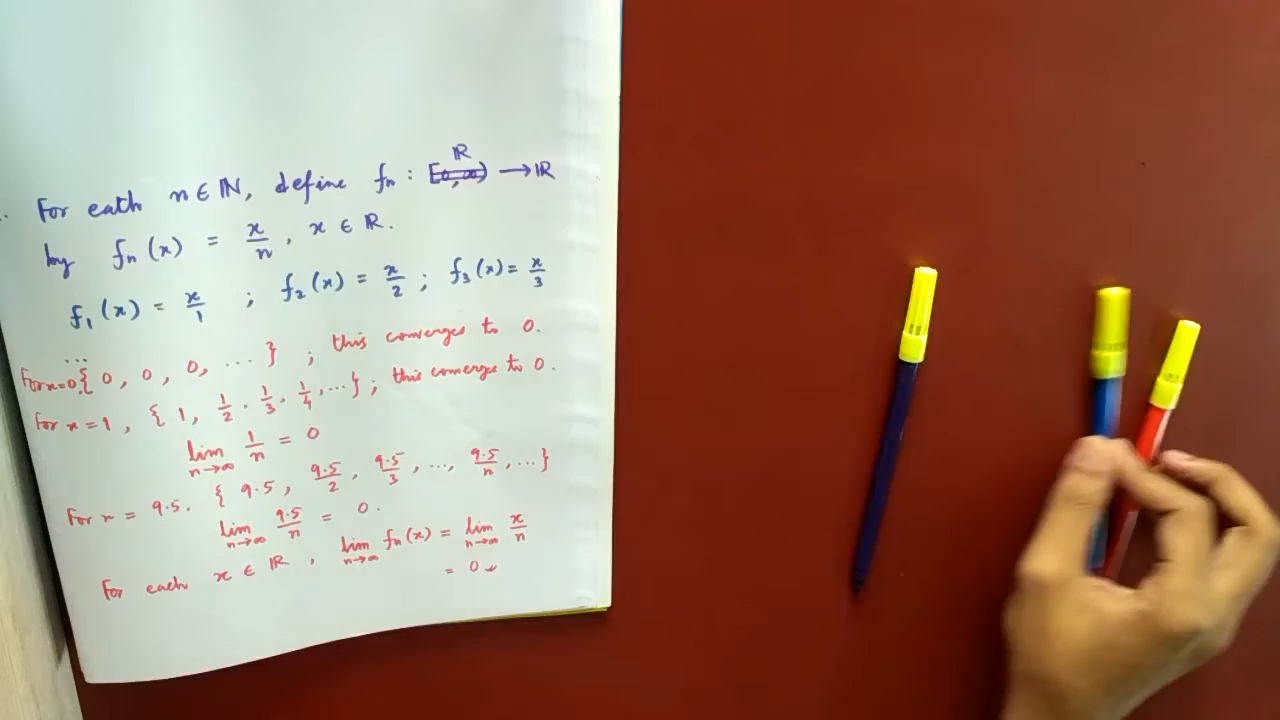 For each n ∈ ℕ, define fₙ : [0, ∞) ℝ → ℝ
by fₙ(x) = x/n, x ∈ ℝ.
f₁(x) = x/1 ; f₂(x) = x/2 ; f₃(x) = x/3
...
For x=0, { 0, 0, 0, ... } ; this converges to 0.
For x = 1, { 1, 1/2, 1/3, 1/4, ... } ; this converges to 0.
lim n→∞ 1/n = 0
For x = 9.5, { 9.5, 9.5/2, 9.5/3, ..., 9.5/n, ... }
lim n→∞ 9.5/n = 0.
For each x ∈ ℝ, lim n→∞ fₙ(x) = lim n→∞ x/n
= 0